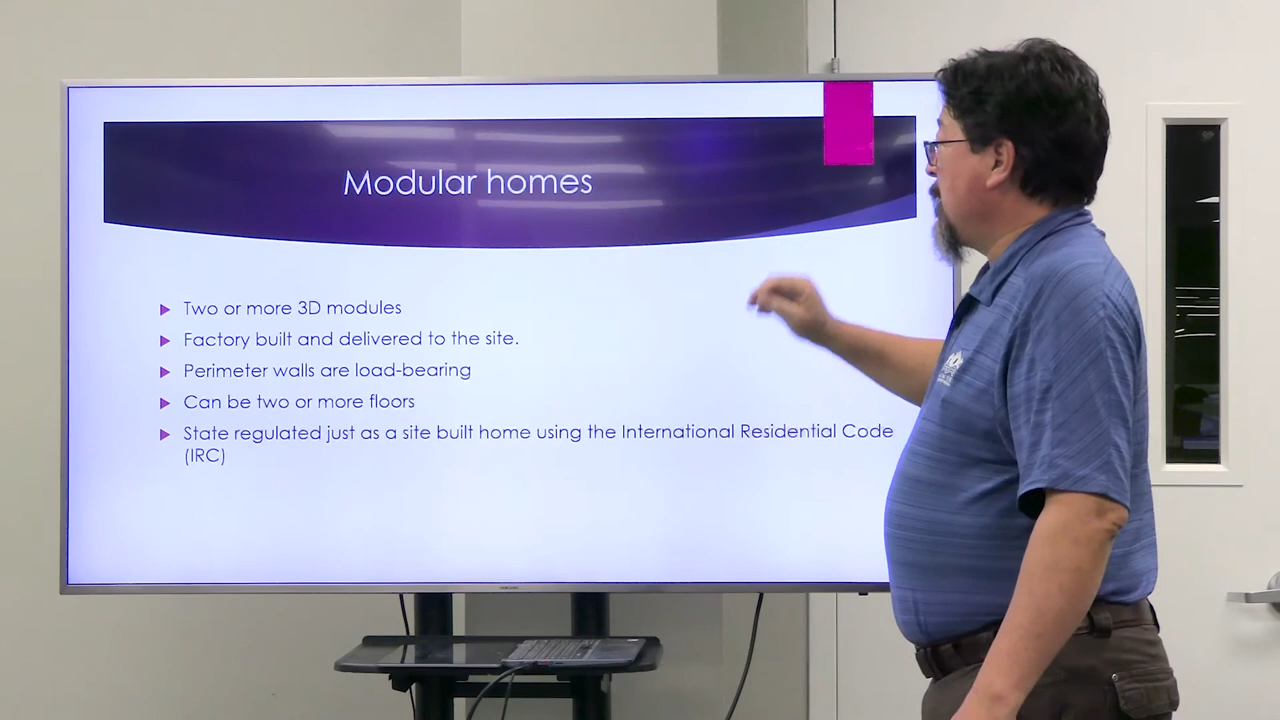 Modular homes
Two or more 3D modules
Factory built and delivered to the site.
Perimeter walls are load-bearing
Can be two or more floors
State regulated just as a site built home using the International Residential Code
(IRC)